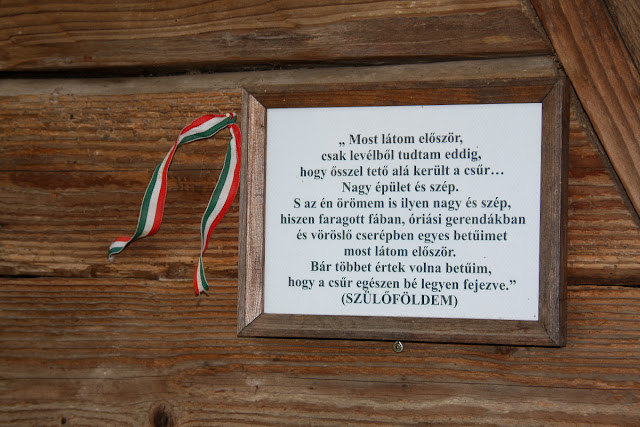 „ Most látom először,
csak levélből tudtam eddig,
hogy ősszel tető alá került a csűr…
Nagy épület és szép.
S az én örömem is ilyen nagy és szép,
hiszen faragott fában, óriási gerendákban
és vöröslő cserépben egyes betűimet
most látom először.
Bár többet értek volna betűim,
hogy a csűr egészen bé legyen fejezve.”
(SZÜLŐFÖLDEM)